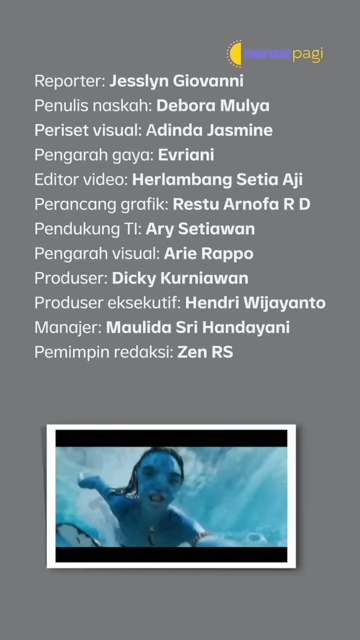 narasi pagi
Reporter: Jesslyn Giovanni
Penulis naskah: Debora Mulya
Periset visual: Adinda Jasmine
Pengarah gaya: Evriani
Editor video: Herlambang Setia Aji
Perancang grafik: Restu Arnofa R D
Pendukung TI: Ary Setiawan
Pengarah visual: Arie Rappo
Produser: Dicky Kurniawan
Produser eksekutif: Hendri Wijayanto
Manajer: Maulida Sri Handayani
Pemimpin redaksi: Zen RS